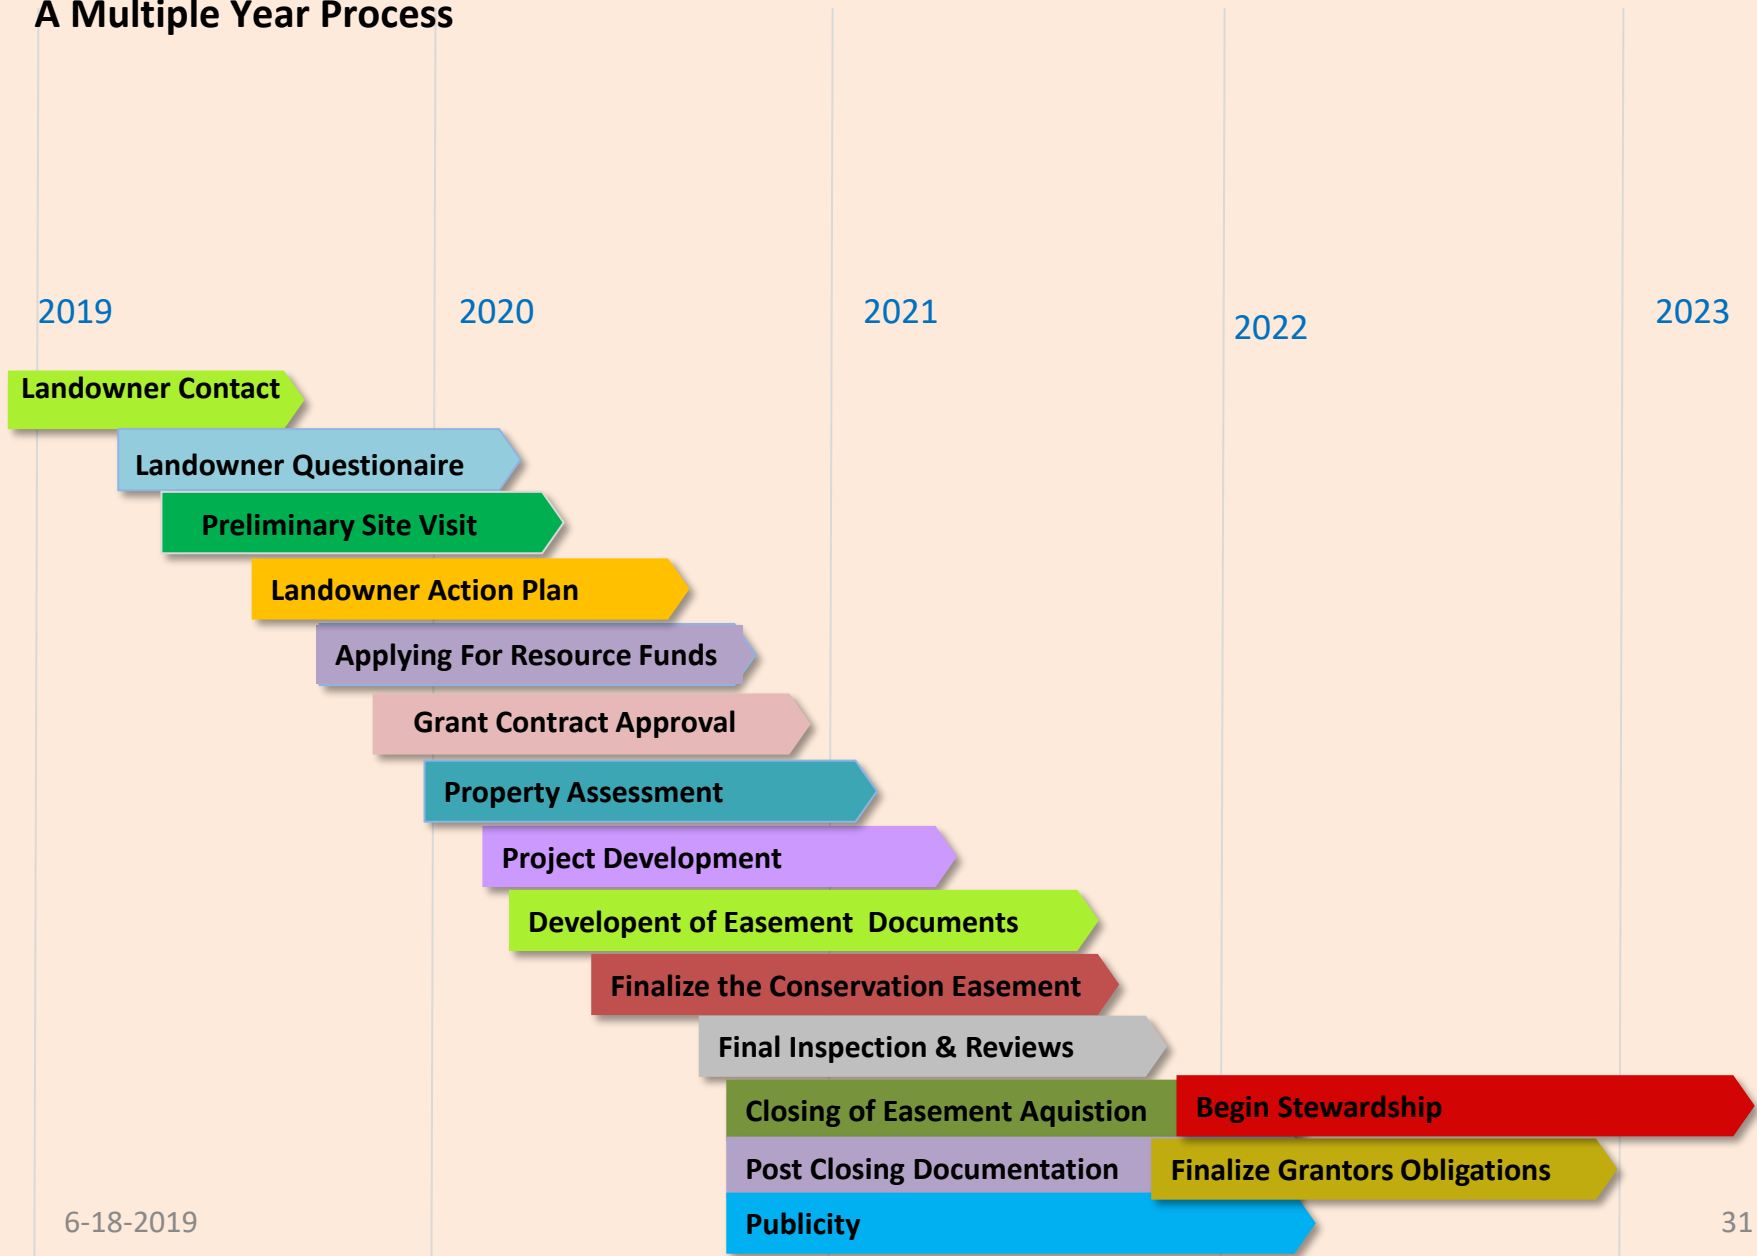 A Multiple Year Process
2019
2020
2021
2022
2023
Landowner Contact
Landowner Questionaire
Preliminary Site Visit
Landowner Action Plan
Applying For Resource Funds
Grant Contract Approval
Property Assessment
Project Development
Developent of Easement  Documents
Finalize the Conservation Easement
Final Inspection & Reviews
Closing of Easement Aquistion
Begin Stewardship
Post Closing Documentation
Finalize Grantors Obligations
Publicity
6-18-2019
31